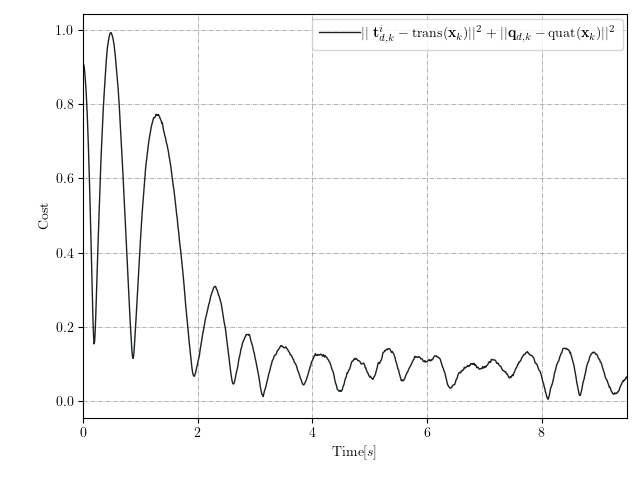 || t^i_{d,k} − trans(x_k)||² + ||q_{d,k} − quat(x_k)||²
1.0
0.8
0.6
0.4
0.2
0.0
Cost
0 2 4 6 8
Time[s]